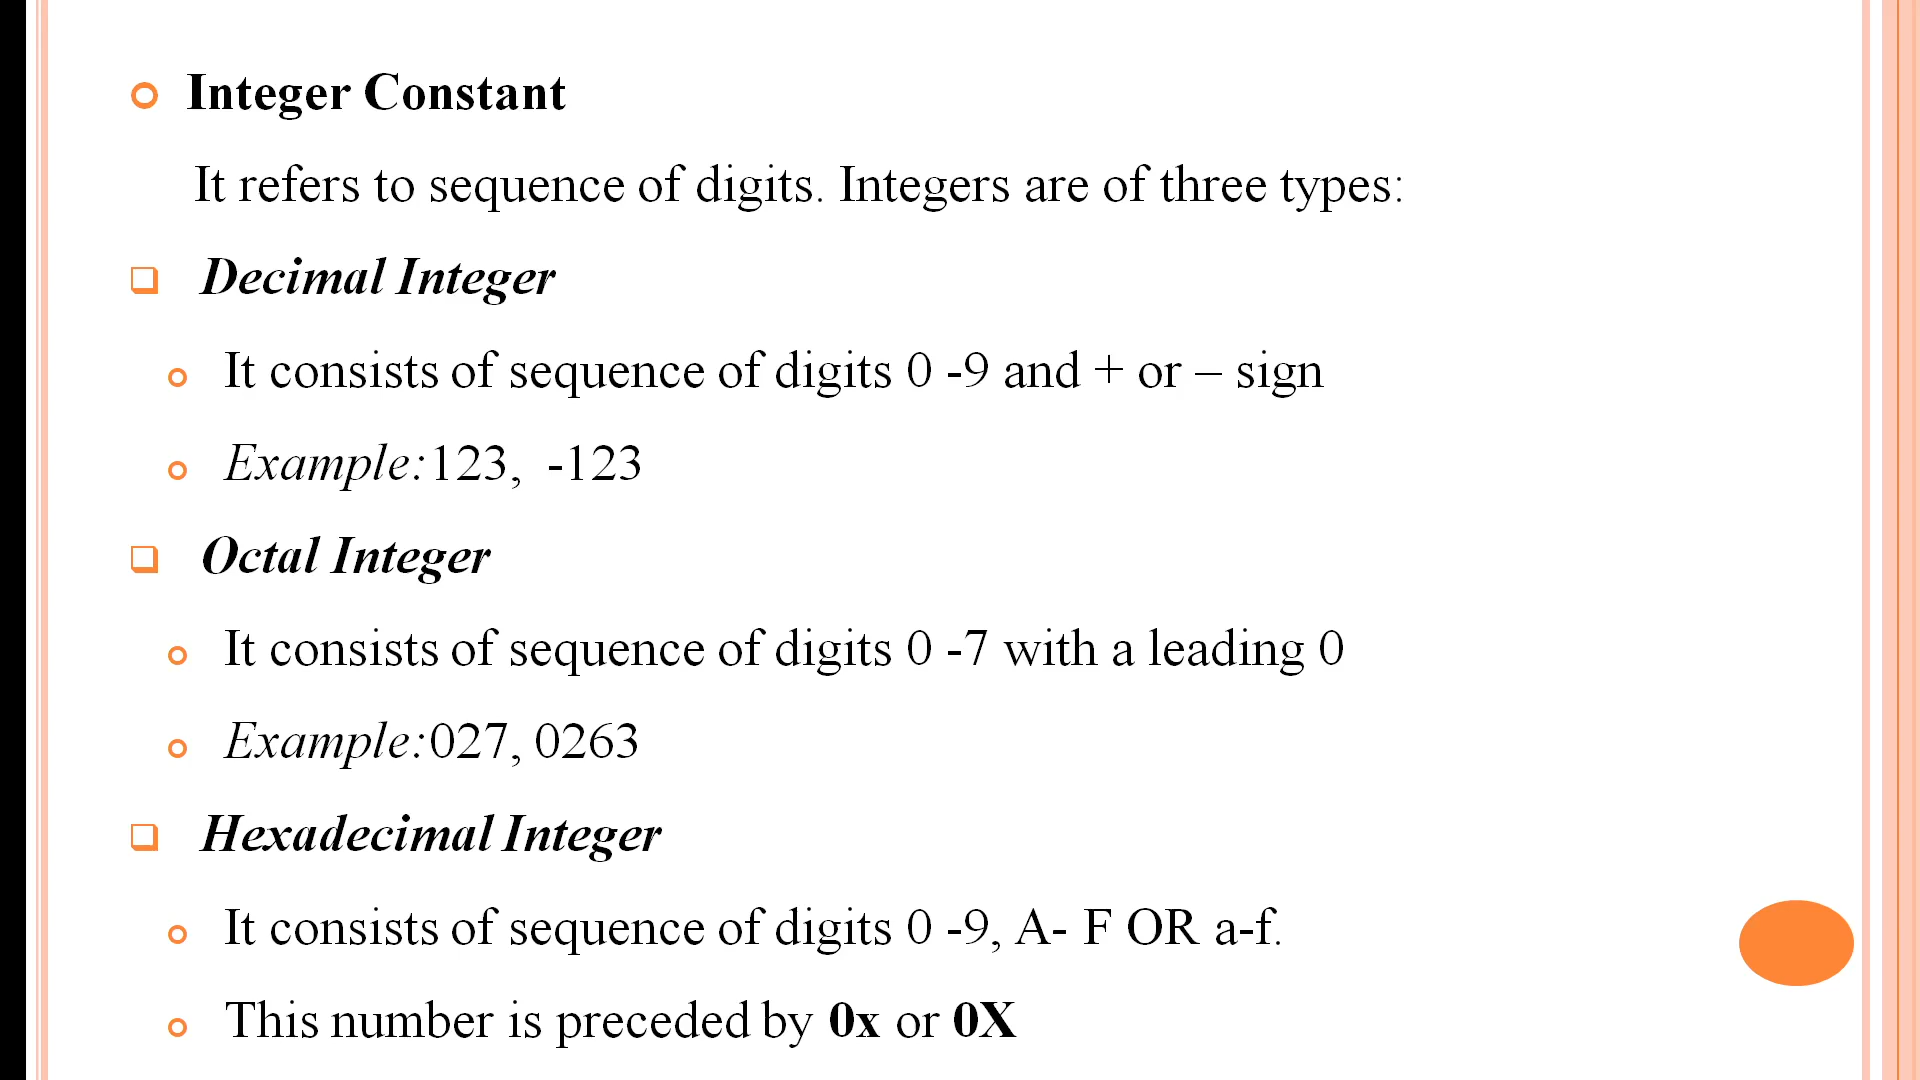 Integer Constant
It refers to sequence of digits. Integers are of three types:
Decimal Integer
It consists of sequence of digits 0 -9 and + or – sign
Example:123, -123
Octal Integer
It consists of sequence of digits 0 -7 with a leading 0
Example:027, 0263
Hexadecimal Integer
It consists of sequence of digits 0 -9, A- F OR a-f.
This number is preceded by 0x or 0X